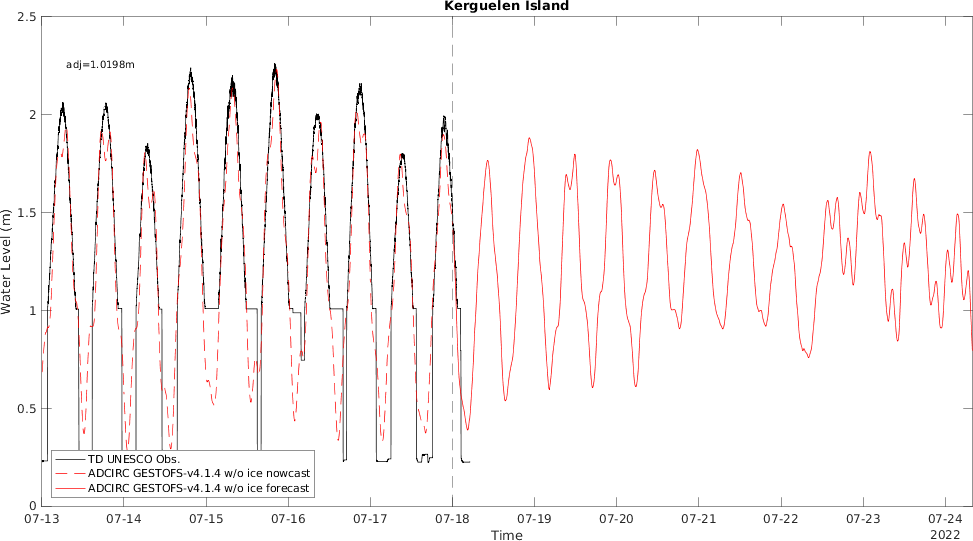 Kerguelen Island
2.5
adj=1.0198m
2
1.5
Water Level (m)
1
0.5
0
TD UNESCO Obs.
ADCIRC GESTOFS-v4.1.4 w/o ice nowcast
ADCIRC GESTOFS-v4.1.4 w/o ice forecast
07-13 07-14 07-15 07-16 07-17 07-18 07-19 07-20 07-21 07-22 07-23 07-24
Time
2022